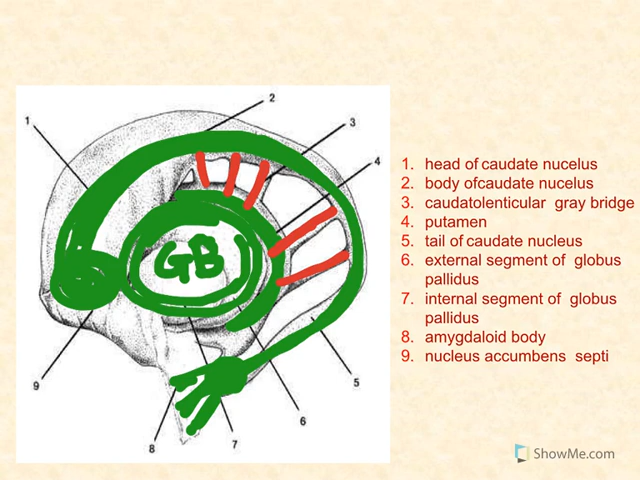 1
2
3
4
GB
9
8
7
6
5
1. head of caudate nucelus
2. body ofcaudate nucelus
3. caudatolenticular gray bridge
4. putamen
5. tail of caudate nucleus
6. external segment of globus
pallidus
7. internal segment of globus
pallidus
8. amygdaloid body
9. nucleus accumbens septi
ShowMe.com